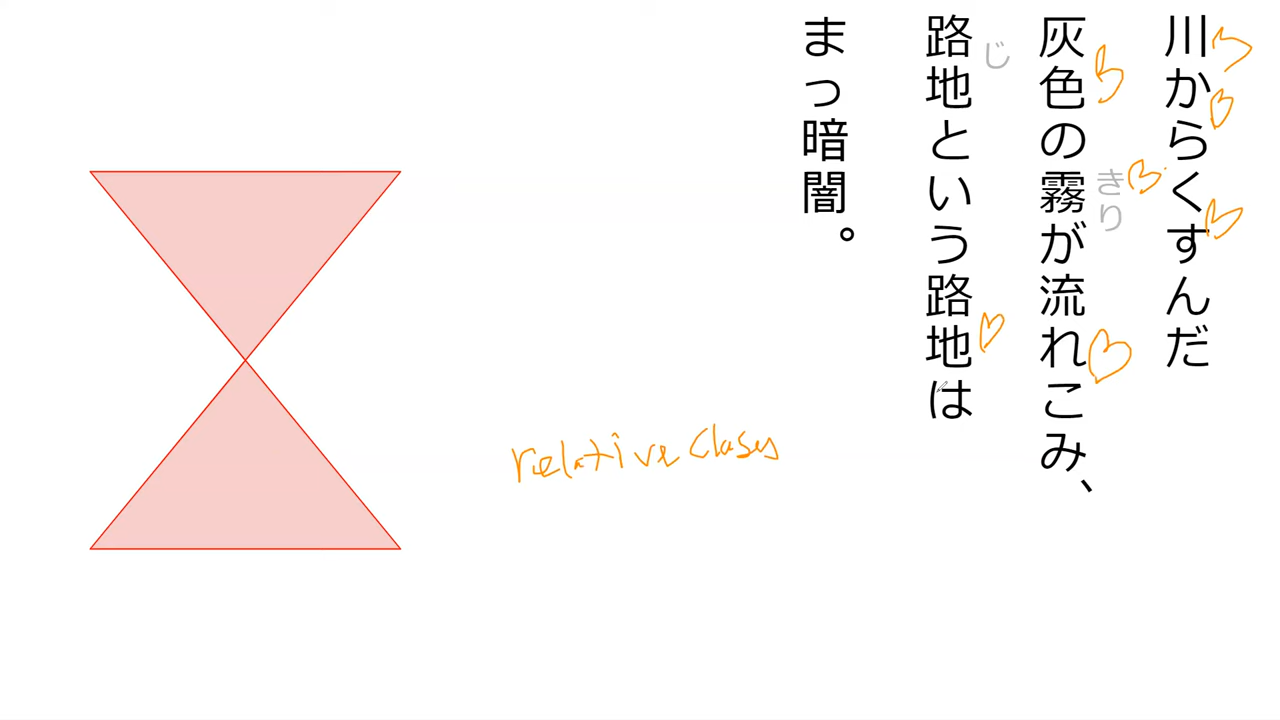 川からくすんだ
灰色の霧が流れこみ、
きり
路地という路地は
じ
まっ暗闇。
relative clasy